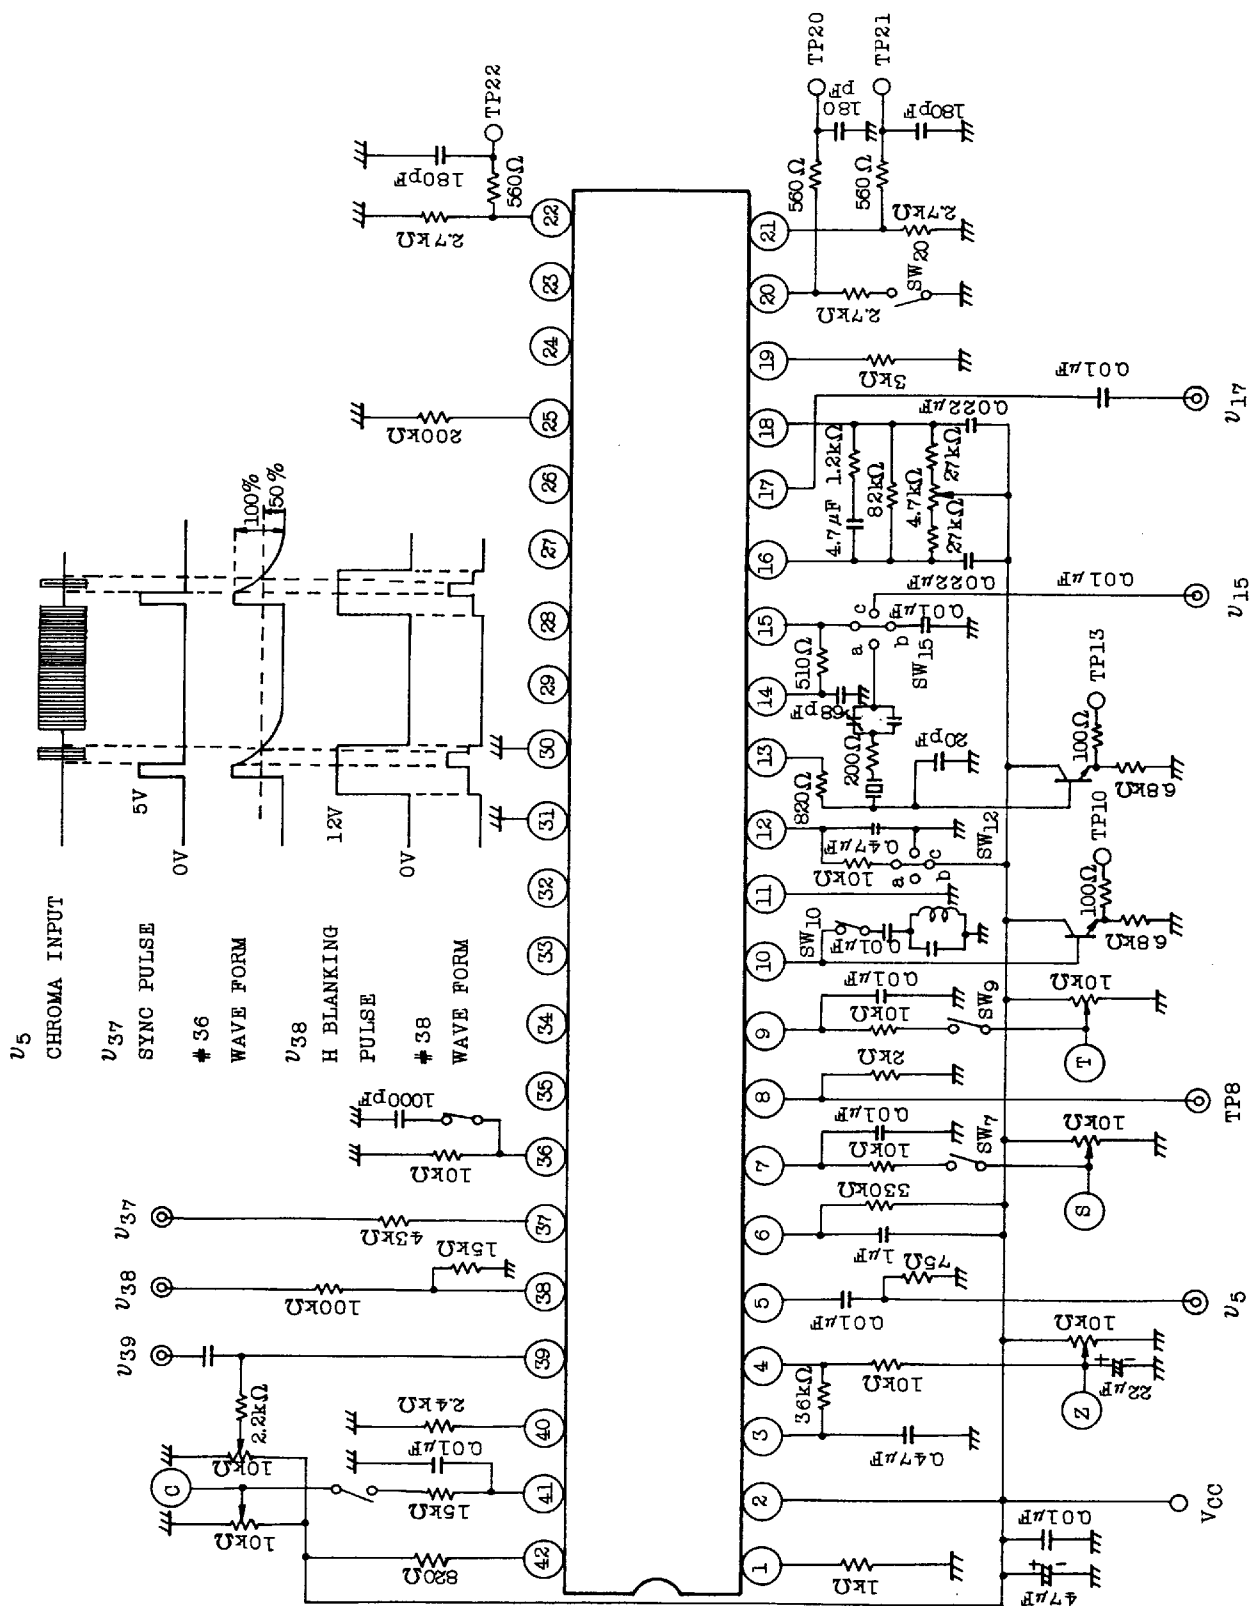 v5
CHROMA INPUT
v37
SYNC PULSE
#36
WAVE FORM
v38
H BLANKING
PULSE
#38
WAVE FORM
5V
0V
12V
0V
100%
50%
TP22
180pF
560Ω
2.7kΩ
200kΩ
1000pF
10kΩ
v37
43kΩ
v38
100kΩ
15kΩ
v39
2.2kΩ
10kΩ
C
10kΩ
2.4kΩ
0.01μF
15kΩ
820Ω
22
23
24
25
26
27
28
29
30
31
32
33
34
35
36
37
38
39
40
41
42
21
20
19
18
17
16
15
14
13
12
11
10
9
8
7
6
5
4
3
2
1
TP20
TP21
180
pF
180pF
560Ω
560Ω
2.7kΩ
SW20
2.7kΩ
3kΩ
0.01μF
v17
0.022μF
1.2kΩ
4.7μF
82kΩ
27kΩ
4.7kΩ
27kΩ
0.022μF
0.01μF
v15
0.01μF
c
b
a
SW15
510Ω
68pF
200Ω
20pF
820Ω
TP13
100Ω
6.8kΩ
0.47μF
10kΩ
SW12
a
b
c
TP10
100Ω
6.8kΩ
SW10
0.01μF
0.01μF
10kΩ
SW9
10kΩ
T
2kΩ
TP8
0.01μF
10kΩ
SW7
10kΩ
S
330kΩ
1μF
75Ω
0.01μF
v5
10kΩ
36kΩ
10kΩ
22μF
+
-
Z
0.47μF
VCC
0.01μF
47μF
+
-
1kΩ